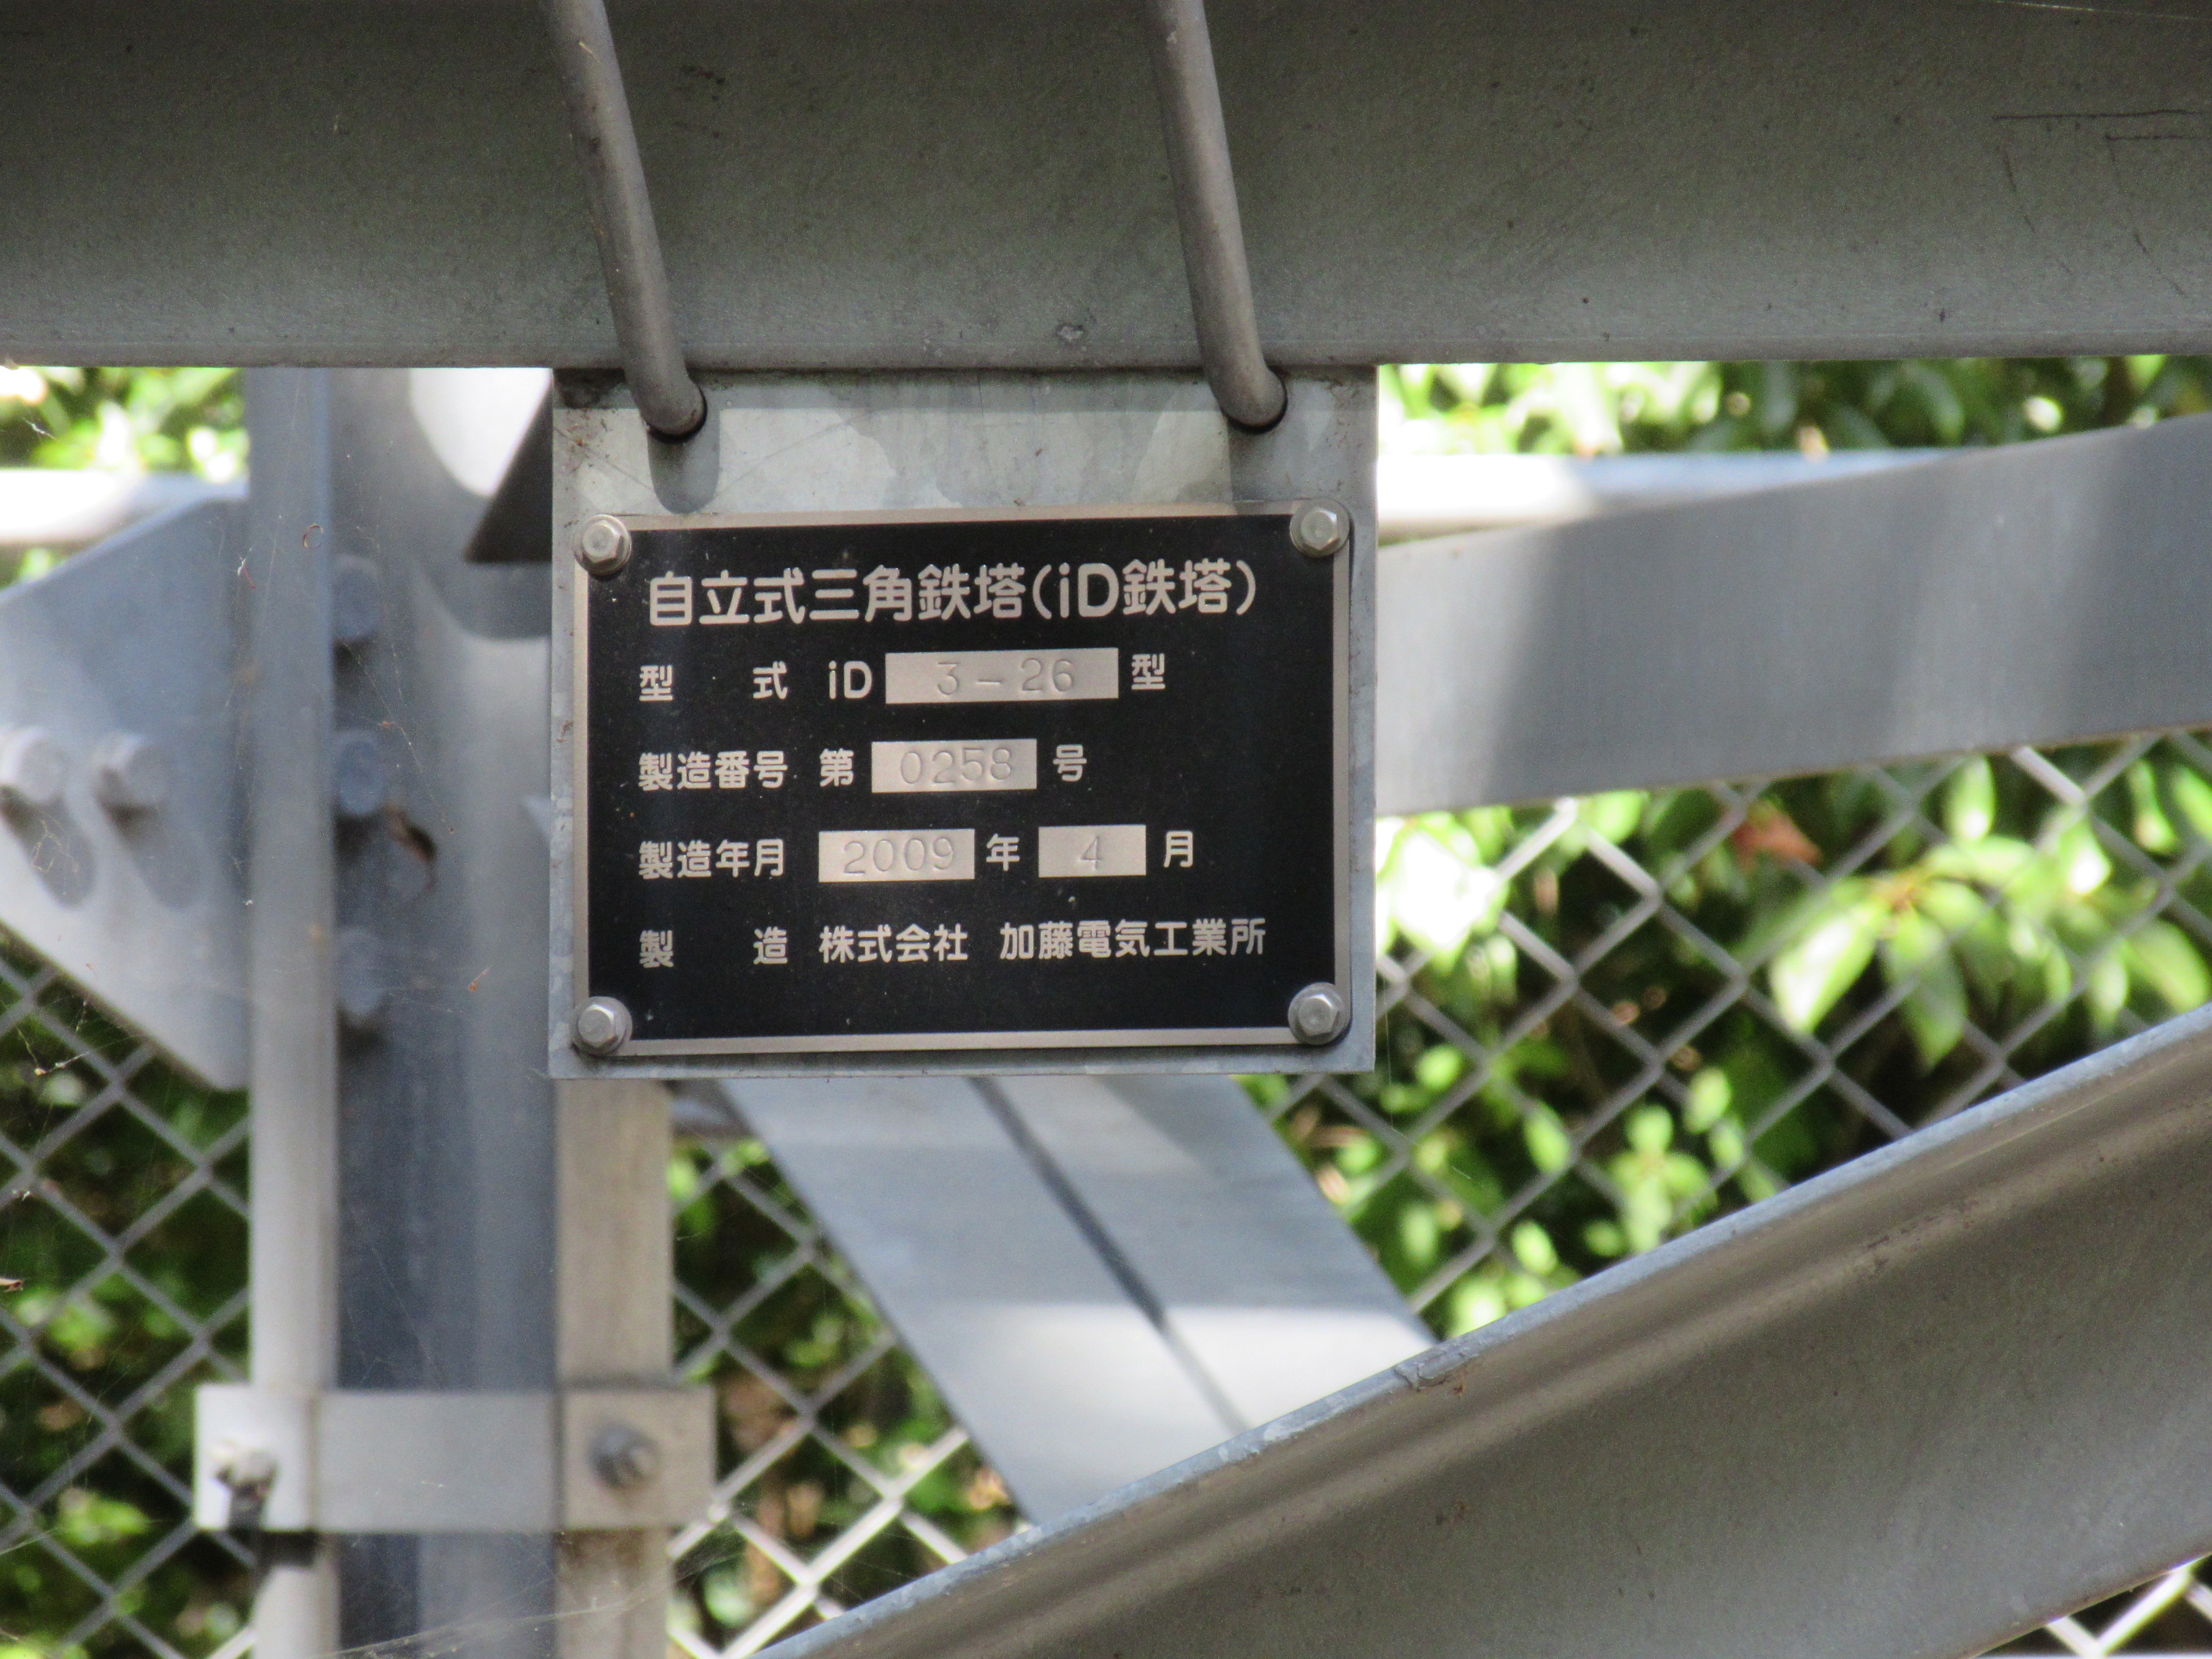 自立式三角鉄塔(iD鉄塔)
型　式 iD 3-26 型
製造番号 第 0258 号
製造年月 2009 年 4 月
製　造 株式会社 加藤電気工業所